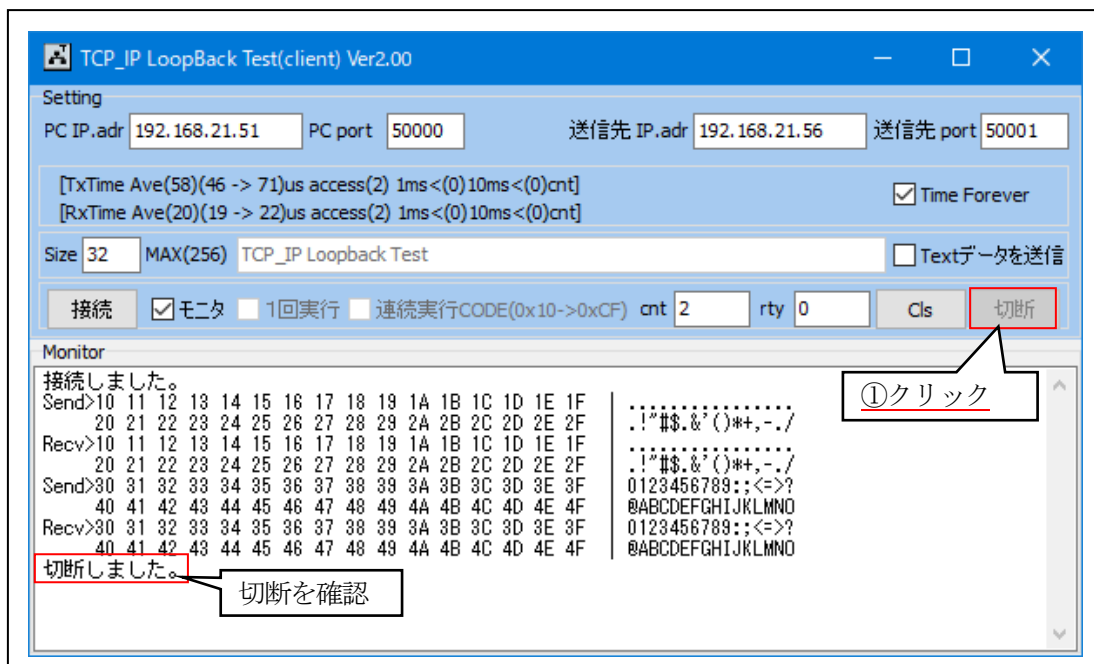 TCP_IP LoopBack Test(client) Ver2.00
Setting
PC IP.adr 192.168.21.51 PC port 50000 送信先 IP.adr 192.168.21.56 送信先 port 50001
[TxTime Ave(58)(46 -> 71)us access(2) 1ms<(0)10ms<(0)cnt]
[RxTime Ave(20)(19 -> 22)us access(2) 1ms<(0)10ms<(0)cnt]
Time Forever
Size 32 MAX(256) TCP_IP Loopback Test Textデータを送信
接続 モニタ 1回実行 連続実行CODE(0x10->0xCF) cnt 2 rty 0 Cls 切断
Monitor
①クリック
接続しました。
Send>10 11 12 13 14 15 16 17 18 19 1A 1B 1C 1D 1E 1F | ................
20 21 22 23 24 25 26 27 28 29 2A 2B 2C 2D 2E 2F | .!"#$.&'()*+,-./
Recv>10 11 12 13 14 15 16 17 18 19 1A 1B 1C 1D 1E 1F | ................
20 21 22 23 24 25 26 27 28 29 2A 2B 2C 2D 2E 2F | .!"#$.&'()*+,-./
Send>30 31 32 33 34 35 36 37 38 39 3A 3B 3C 3D 3E 3F | 0123456789:;<=>?
40 41 42 43 44 45 46 47 48 49 4A 4B 4C 4D 4E 4F | @ABCDEFGHIJKLMNO
Recv>30 31 32 33 34 35 36 37 38 39 3A 3B 3C 3D 3E 3F | 0123456789:;<=>?
40 41 42 43 44 45 46 47 48 49 4A 4B 4C 4D 4E 4F | @ABCDEFGHIJKLMNO
切断しました。
切断を確認